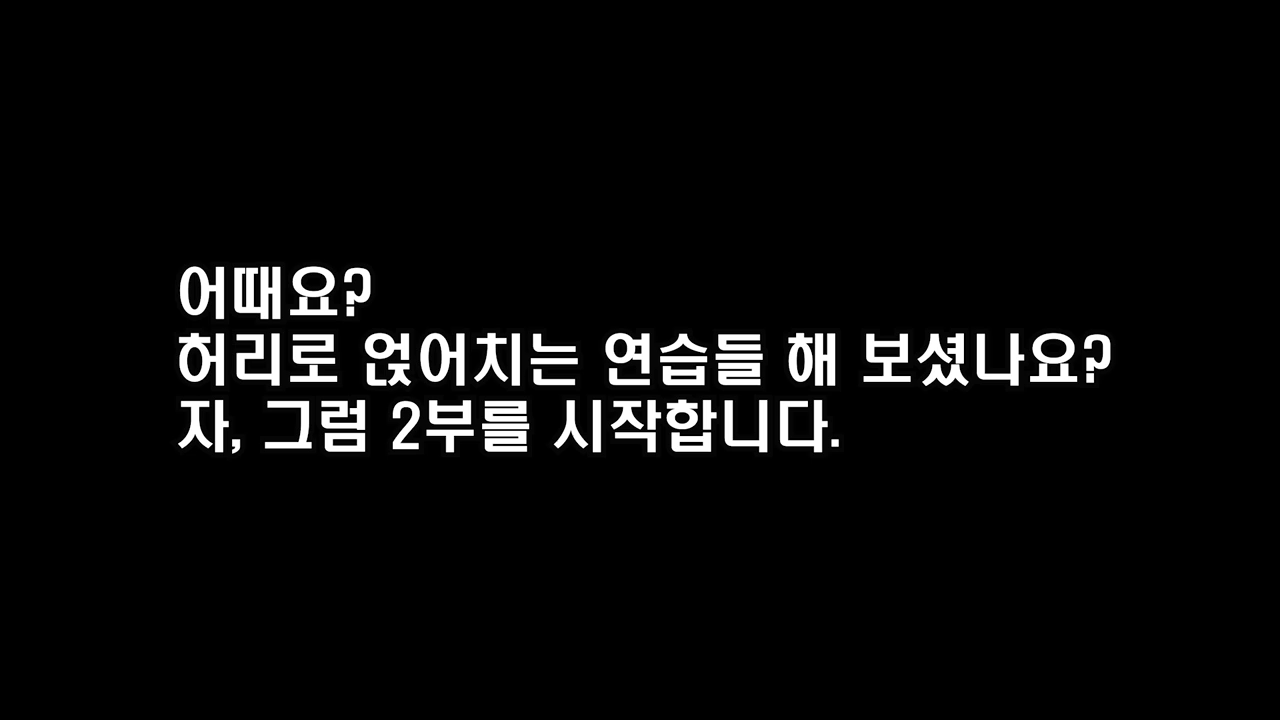 어때요?
허리로 얹어치는 연습들 해 보셨나요?
자, 그럼 2부를 시작합니다.